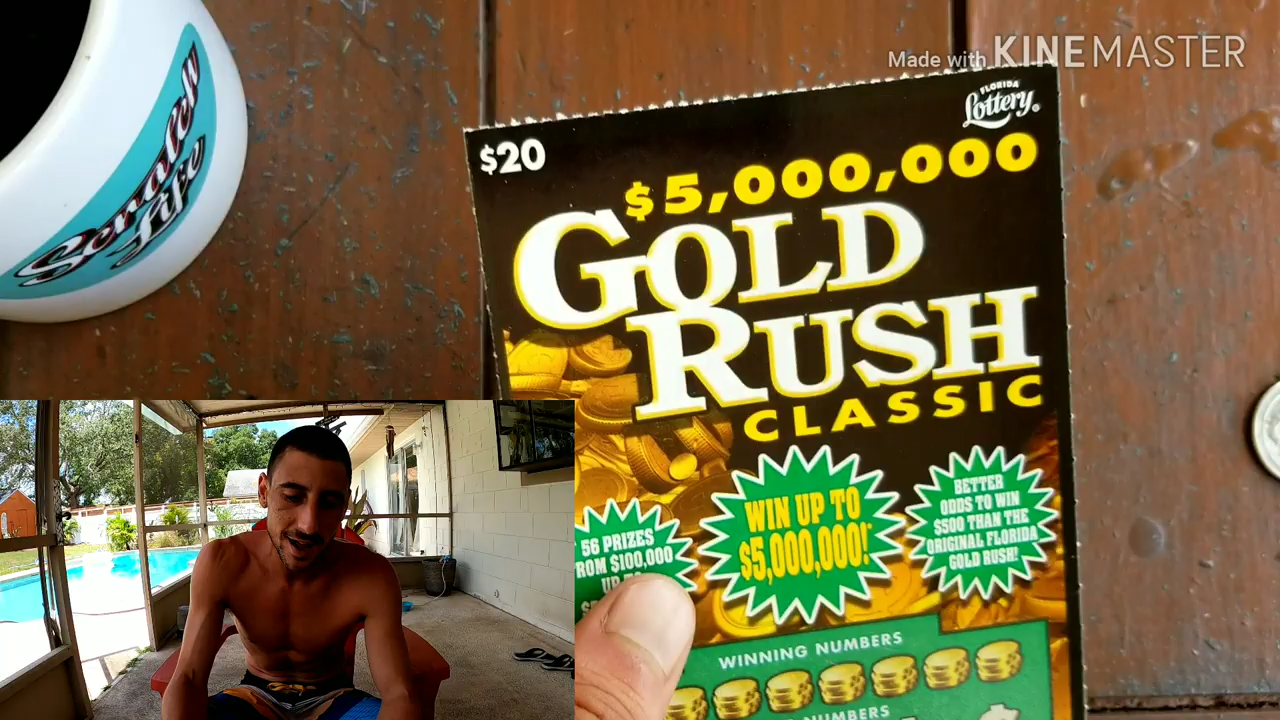 Made with KINEMASTER
Scratch
Life
FLORIDA
Lottery®
$20
$5,000,000
GOLD
RUSH
CLASSIC
56 PRIZES
ROM $100,000
UP
WIN UP TO
$5,000,000!*
BETTER
ODDS TO WIN
$500 THAN THE
ORIGINAL FLORIDA
GOLD RUSH!
WINNING NUMBERS
NUMBERS